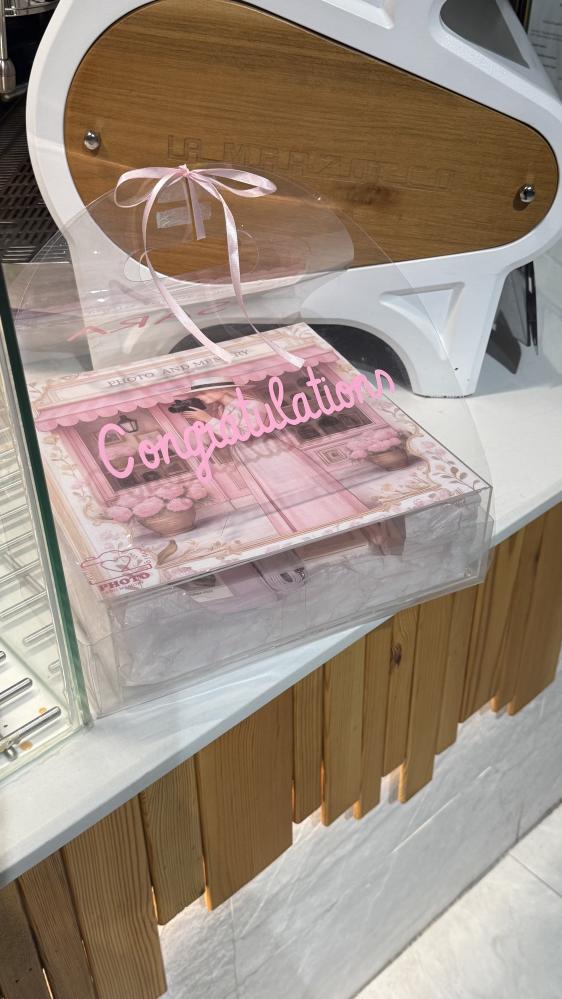 LA MARZOCCO
PHOTO AND MEMORY
Congratulations
PHOTO